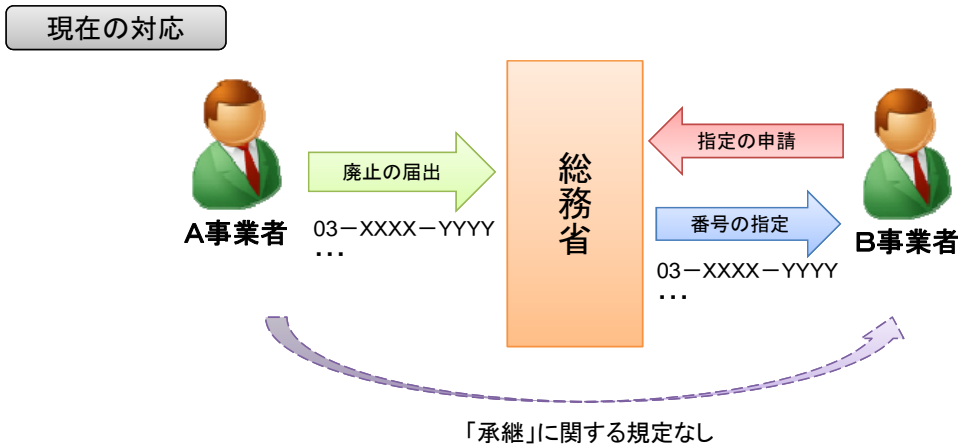 現在の対応
廃止の届出
指定の申請
総務省
A事業者
03－XXXX－YYYY
・・・
番号の指定
B事業者
03－XXXX－YYYY
・・・
「承継」に関する規定なし